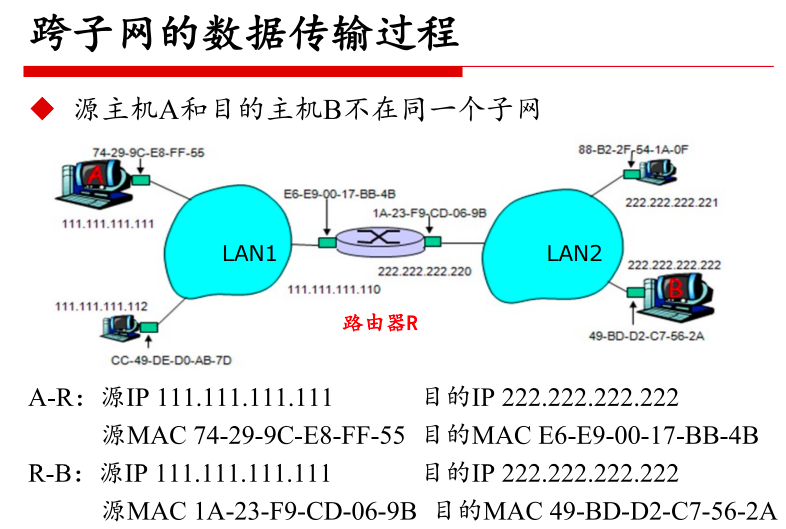 跨子网的数据传输过程
源主机A和目的主机B不在同一个子网
74-29-9C-E8-FF-55
88-B2-2F-54-1A-0F
A
E6-E9-00-17-BB-4B
222.222.222.221
1A-23-F9-CD-06-9B
111.111.111.111
LAN1
LAN2
222.222.222.222
222.222.222.220
B
111.111.111.110
111.111.111.112
路由器R
49-BD-D2-C7-56-2A
CC-49-DE-D0-AB-7D
A-R：源IP 111.111.111.111 目的IP 222.222.222.222
源MAC 74-29-9C-E8-FF-55 目的MAC E6-E9-00-17-BB-4B
R-B：源IP 111.111.111.111 目的IP 222.222.222.222
源MAC 1A-23-F9-CD-06-9B 目的MAC 49-BD-D2-C7-56-2A